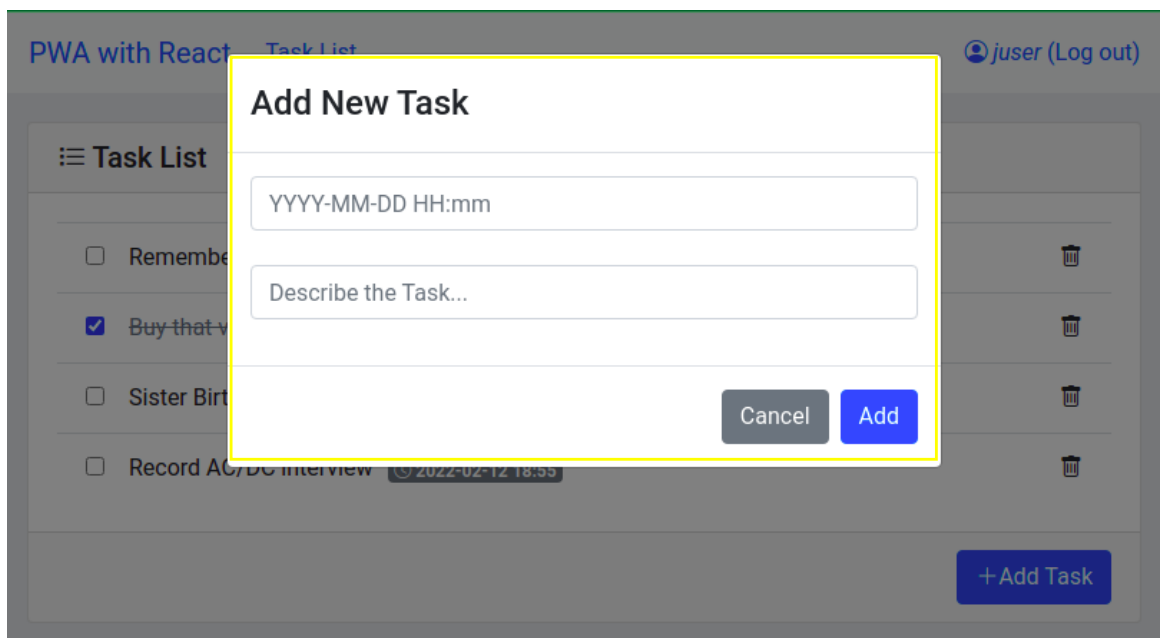 PWA with React Task List juser (Log out)
Add New Task
Task List
YYYY-MM-DD HH:mm
Describe the Task...
Buy that
Sister
Cancel Add
Record AC/DC Interview 2022-02-12 18:55
+Add Task